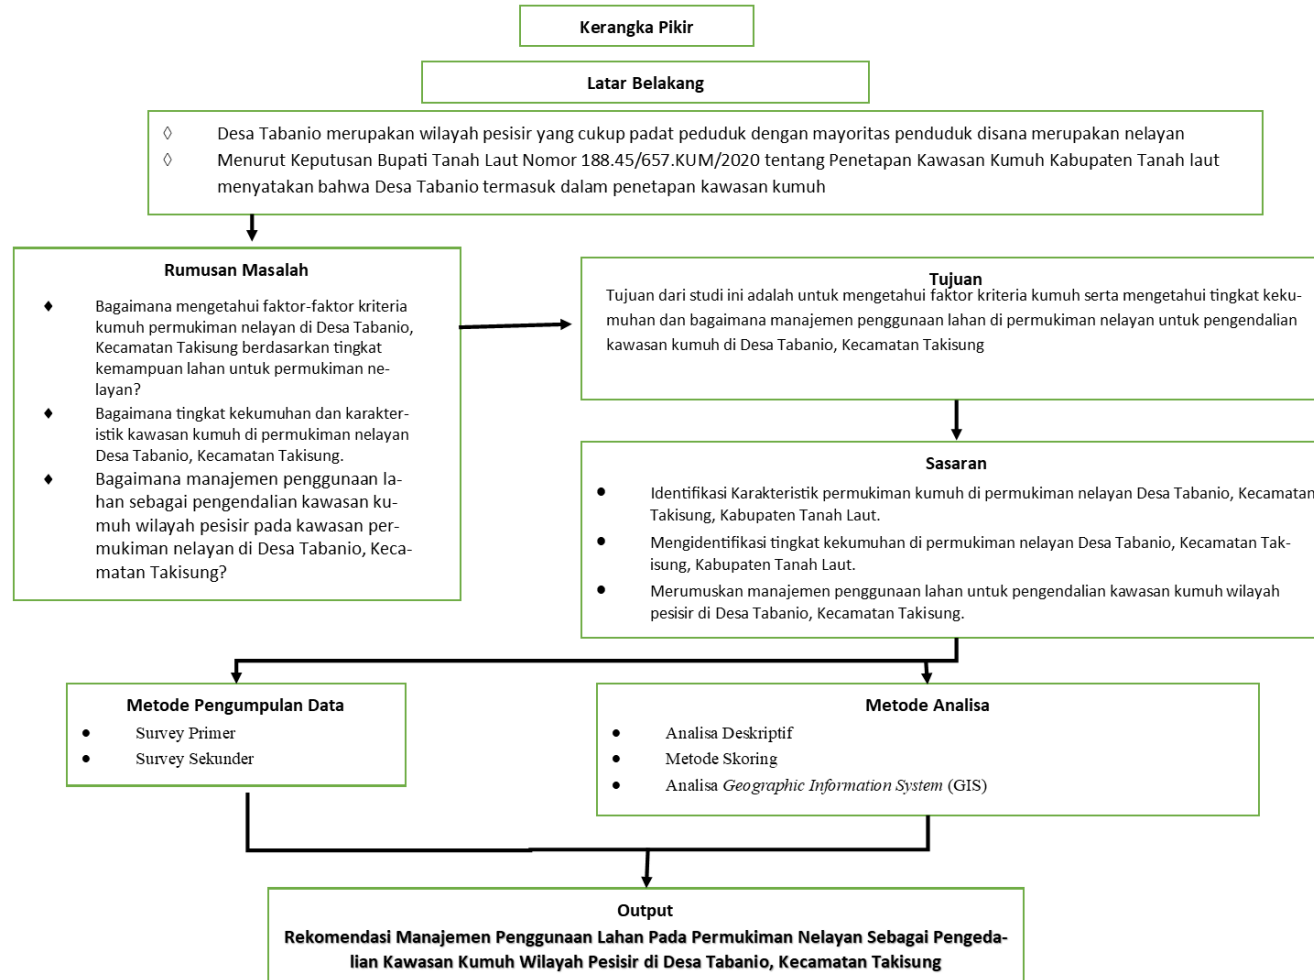 Kerangka Pikir
Latar Belakang
◊ Desa Tabanio merupakan wilayah pesisir yang cukup padat peduduk dengan mayoritas penduduk disana merupakan nelayan
◊ Menurut Keputusan Bupati Tanah Laut Nomor 188.45/657.KUM/2020 tentang Penetapan Kawasan Kumuh Kabupaten Tanah laut
menyatakan bahwa Desa Tabanio termasuk dalam penetapan kawasan kumuh
Rumusan Masalah
♦ Bagaimana mengetahui faktor-faktor kriteria
kumuh permukiman nelayan di Desa Tabanio,
Kecamatan Takisung berdasarkan tingkat
kemampuan lahan untuk permukiman ne-
layan?
♦ Bagaimana tingkat kekumuhan dan karakter-
istik kawasan kumuh di permukiman nelayan
Desa Tabanio, Kecamatan Takisung.
♦ Bagaimana manajemen penggunaan la-
han sebagai pengendalian kawasan ku-
muh wilayah pesisir pada kawasan per-
mukiman nelayan di Desa Tabanio, Keca-
matan Takisung?
Tujuan
Tujuan dari studi ini adalah untuk mengetahui faktor kriteria kumuh serta mengetahui tingkat keku-
muhan dan bagaimana manajemen penggunaan lahan di permukiman nelayan untuk pengendalian
kawasan kumuh di Desa Tabanio, Kecamatan Takisung
Sasaran
● Identifikasi Karakteristik permukiman kumuh di permukiman nelayan Desa Tabanio, Kecamatan
Takisung, Kabupaten Tanah Laut.
● Mengidentifikasi tingkat kekumuhan di permukiman nelayan Desa Tabanio, Kecamatan Tak-
isung, Kabupaten Tanah Laut.
● Merumuskan manajemen penggunaan lahan untuk pengendalian kawasan kumuh wilayah
pesisir di Desa Tabanio, Kecamatan Takisung.
Metode Pengumpulan Data
● Survey Primer
● Survey Sekunder
Metode Analisa
● Analisa Deskriptif
● Metode Skoring
● Analisa Geographic Information System (GIS)
Output
Rekomendasi Manajemen Penggunaan Lahan Pada Permukiman Nelayan Sebagai Pengeda-
lian Kawasan Kumuh Wilayah Pesisir di Desa Tabanio, Kecamatan Takisung